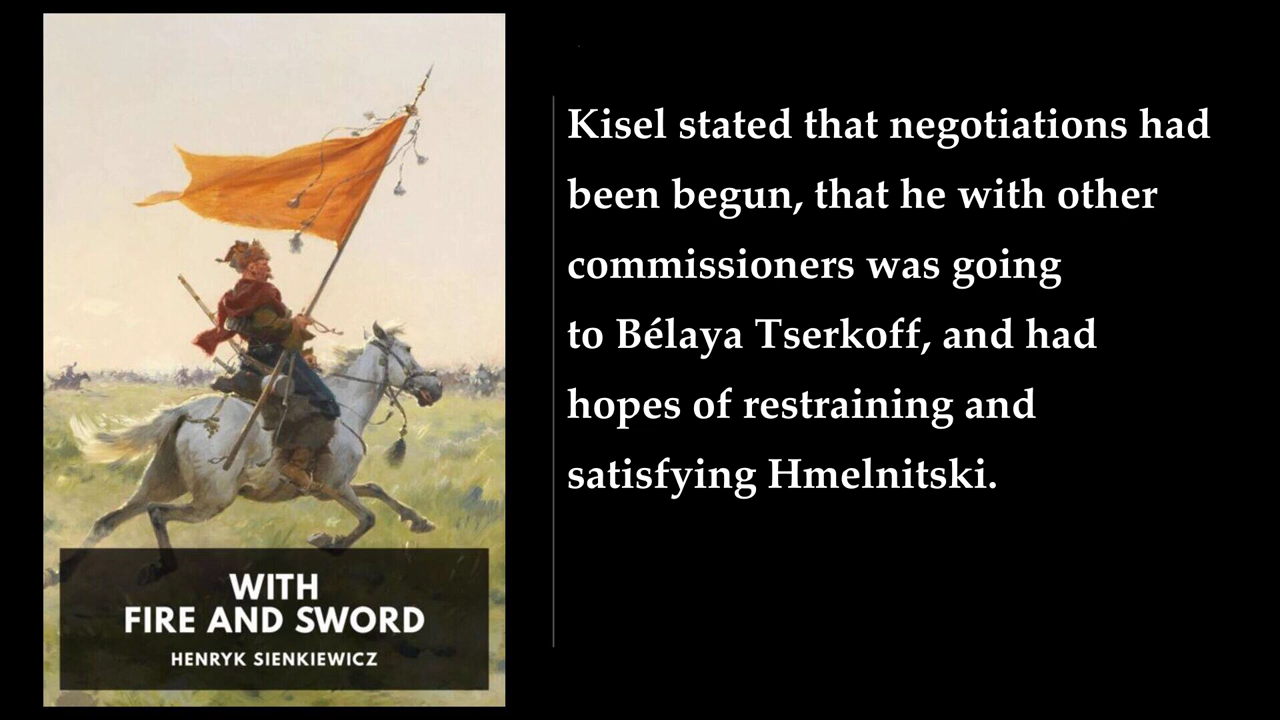 WITH
FIRE AND SWORD
HENRYK SIENKIEWICZ
Kisel stated that negotiations had
been begun, that he with other
commissioners was going
to Bélaya Tserkoff, and had
hopes of restraining and
satisfying Hmelnitski.